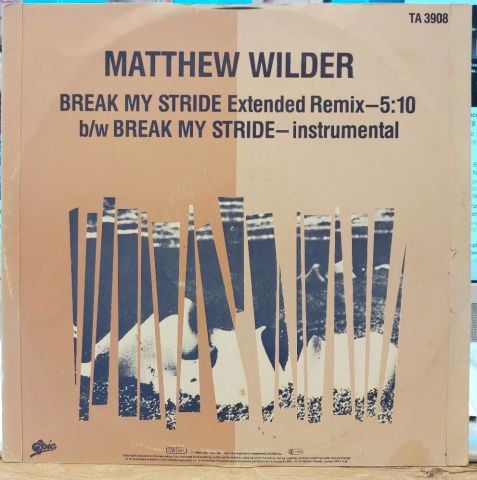 TA 3908
MATTHEW WILDER
BREAK MY STRIDE Extended Remix—5:10
b/w BREAK MY STRIDE—instrumental
Epic